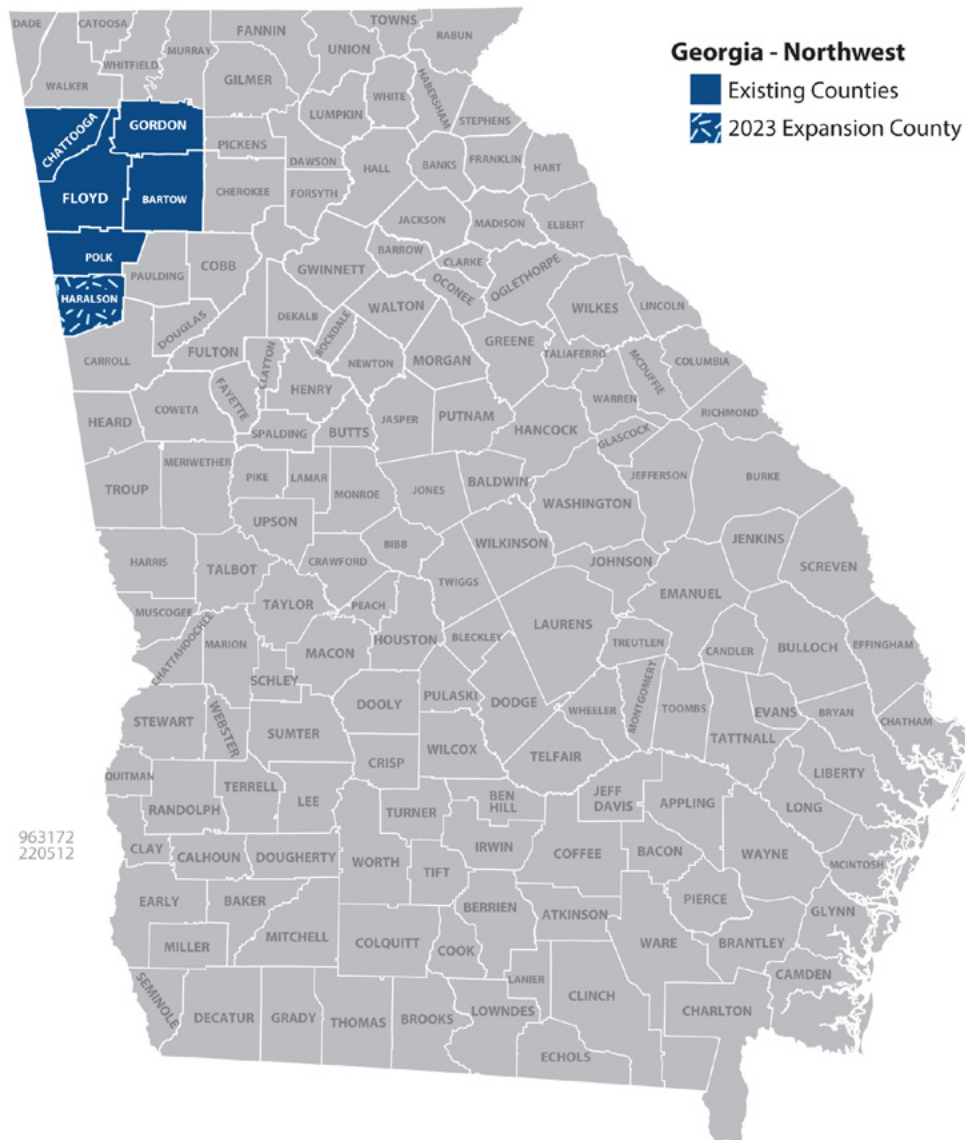 Georgia - Northwest
Existing Counties
2023 Expansion County
DADE
CATOOSA
WHITFIELD
MURRAY
FANNIN
UNION
TOWNS
RABUN
WALKER
GILMER
LUMPKIN
WHITE
HABERSHAM
STEPHENS
CHATTOOGA
GORDON
PICKENS
DAWSON
HALL
BANKS
FRANKLIN
HART
FLOYD
BARTOW
CHEROKEE
FORSYTH
JACKSON
MADISON
ELBERT
POLK
PAULDING
COBB
GWINNETT
BARROW
CLARKE
OCONEE
OGLETHORPE
WILKES
LINCOLN
HARALSON
DOUGLAS
FULTON
DEKALB
ROCKDALE
WALTON
GREENE
TALIAFERRO
MCDUFFIE
COLUMBIA
CARROLL
CLAYTON
HENRY
NEWTON
MORGAN
WARREN
RICHMOND
HEARD
COWETA
FAYETTE
SPALDING
BUTTS
JASPER
PUTNAM
HANCOCK
GLASCOCK
TROUP
MERIWETHER
PIKE
LAMAR
MONROE
JONES
BALDWIN
WASHINGTON
JEFFERSON
BURKE
UPSON
HARRIS
TALBOT
CRAWFORD
BIBB
TWIGGS
WILKINSON
JOHNSON
JENKINS
SCREVEN
EMANUEL
MUSCOGEE
CHATTAHOOCHEE
MARION
TAYLOR
PEACH
HOUSTON
BLECKLEY
LAURENS
TREUTLEN
CANDLER
BULLOCH
EFFINGHAM
MACON
SCHLEY
STEWART
WEBSTER
SUMTER
DOOLY
PULASKI
DODGE
WHEELER
MONTGOMERY
TOOMBS
EVANS
BRYAN
CHATHAM
TATTNALL
WILCOX
TELFAIR
CRISP
LIBERTY
QUITMAN
RANDOLPH
TERRELL
LEE
TURNER
BEN
HILL
JEFF
DAVIS
APPLING
LONG
963172
220512
CLAY
CALHOUN
DOUGHERTY
WORTH
TIFT
IRWIN
COFFEE
BACON
WAYNE
MCINTOSH
EARLY
BAKER
BERRIEN
ATKINSON
PIERCE
GLYNN
MILLER
MITCHELL
COLQUITT
COOK
WARE
BRANTLEY
SEMINOLE
LANIER
CLINCH
CAMDEN
DECATUR
GRADY
THOMAS
BROOKS
LOWNDES
CHARLTON
ECHOLS